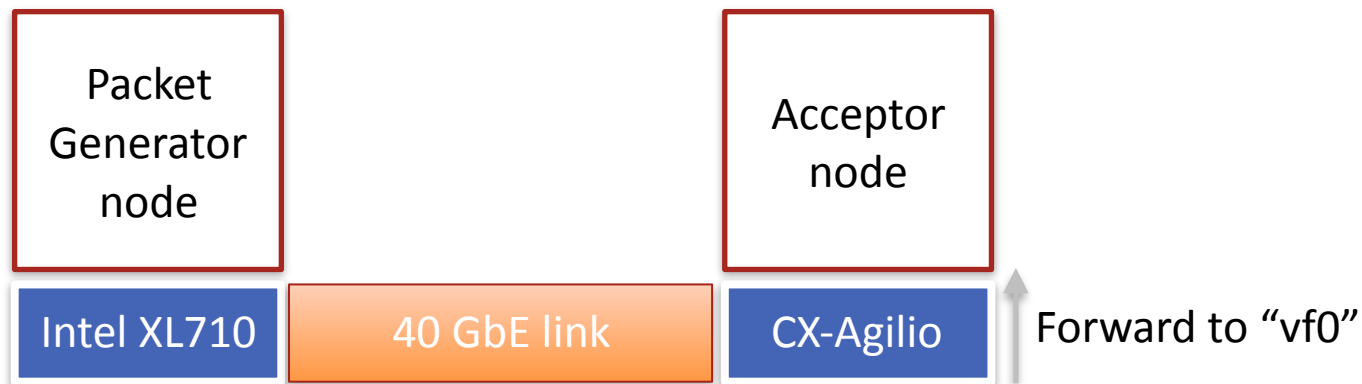 Packet
Generator
node
Acceptor
node
Intel XL710
40 GbE link
CX-Agilio
Forward to “vf0”